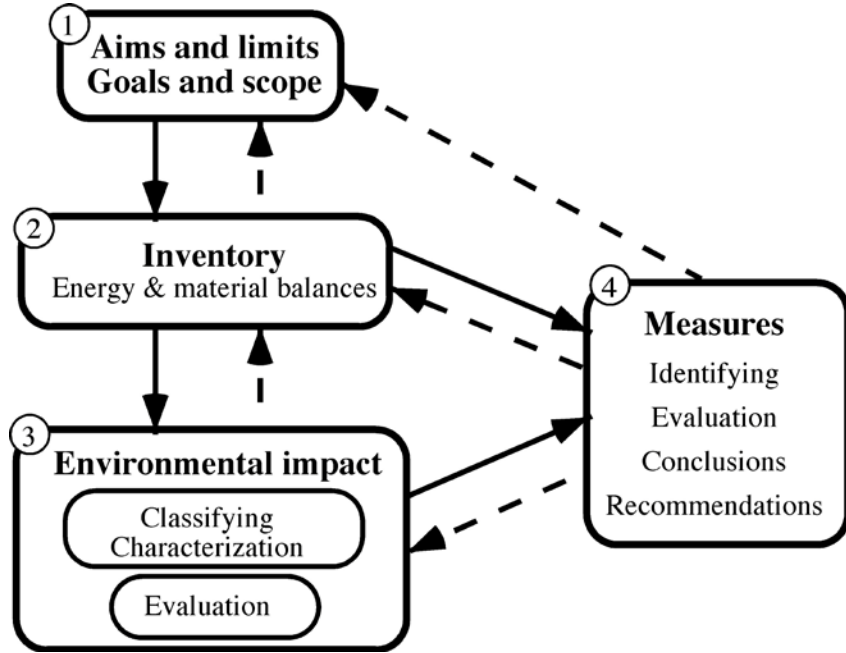 1
Aims and limits
Goals and scope
2
Inventory
Energy & material balances
3
Environmental impact
Classifying
Characterization
Evaluation
4
Measures
Identifying
Evaluation
Conclusions
Recommendations